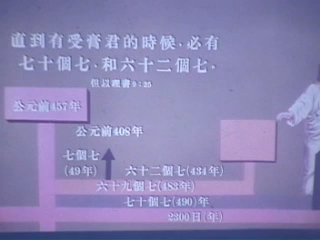 直到有受膏君的時候,必有
七十個七,和六十二個七.
但以理書9:25
公元前457年
公元前408年
七個七
(49年)
六十二個七(434年)
六十九個七(483年)
七十個七(490)年
2300日(年)